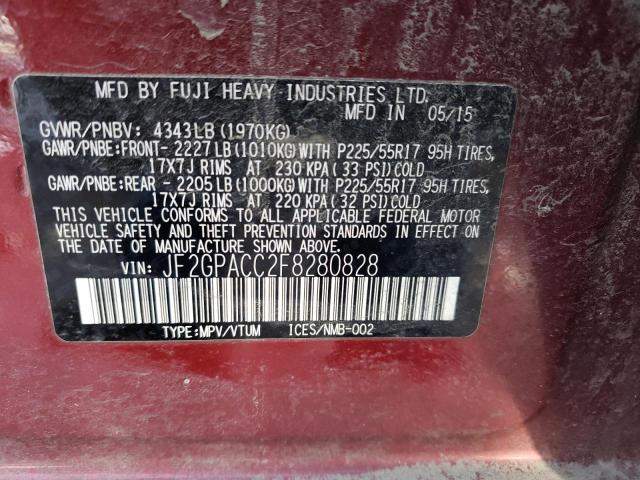 MFD BY FUJI HEAVY INDUSTRIES LTD.
MFD IN 05/15
GVWR/PNBV: 4343LB(1970KG)
GAWR/PNBE:FRONT- 2227LB(1010KG)WITH P225/55R17 95H TIRES,
17X7J RIMS AT 230 KPA( 33 PSI)COLD
GAWR/PNBE:REAR - 2205LB(1000KG)WITH P225/55R17 95H TIRES,
17X7J RIMS AT 220 KPA( 32 PSI)COLD
THIS VEHICLE CONFORMS TO ALL APPLICABLE FEDERAL MOTOR
VEHICLE SAFETY AND THEFT PREVENTION STANDARDS IN EFFECT ON
THE DATE OF MANUFACTURE SHOWN ABOVE.
VIN: JF2GPACC2F8280828
TYPE:MPV/VTUM ICES/NMB-002